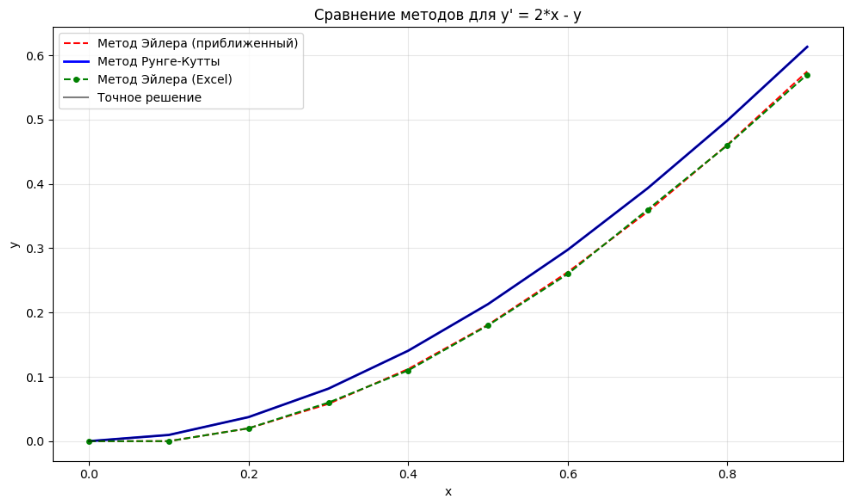 Сравнение методов для y' = 2*x - y
Метод Эйлера (приближенный)
Метод Рунге-Кутты
Метод Эйлера (Excel)
Точное решение
0.6
0.5
0.4
0.3
0.2
0.1
0.0
y
0.0 0.2 0.4 0.6 0.8
x